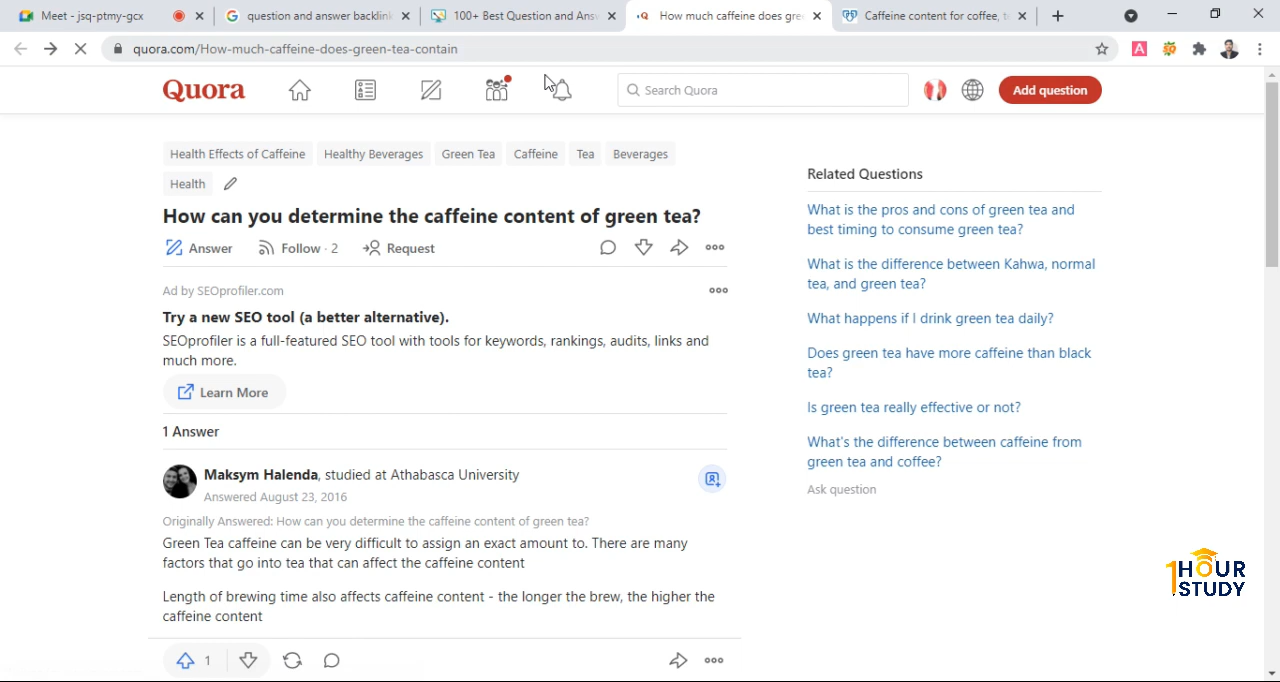 Meet - jsq-ptmy-gcx
question and answer backlink
100+ Best Question and Ans
How much caffeine does gre
Caffeine content for coffee, t
quora.com/How-much-caffeine-does-green-tea-contain
Quora
Search Quora
Add question
Health Effects of Caffeine
Healthy Beverages
Green Tea
Caffeine
Tea
Beverages
Health
How can you determine the caffeine content of green tea?
Answer
Follow · 2
Request
Ad by SEOprofiler.com
Try a new SEO tool (a better alternative).
SEOprofiler is a full-featured SEO tool with tools for keywords, rankings, audits, links and
much more.
Learn More
1 Answer
Maksym Halenda, studied at Athabasca University
Answered August 23, 2016
Originally Answered: How can you determine the caffeine content of green tea?
Green Tea caffeine can be very difficult to assign an exact amount to. There are many
factors that go into tea that can affect the caffeine content
Length of brewing time also affects caffeine content - the longer the brew, the higher the
caffeine content
1
Related Questions
What is the pros and cons of green tea and
best timing to consume green tea?
What is the difference between Kahwa, normal
tea, and green tea?
What happens if I drink green tea daily?
Does green tea have more caffeine than black
tea?
Is green tea really effective or not?
What's the difference between caffeine from
green tea and coffee?
Ask question
1HOUR
STUDY